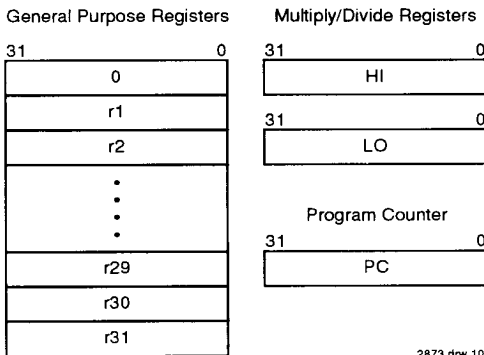 General Purpose Registers
31 0
0
r1
r2
r29
r30
r31
Multiply/Divide Registers
31 0
HI
31 0
LO
Program Counter
31 0
PC
2873 drw 10